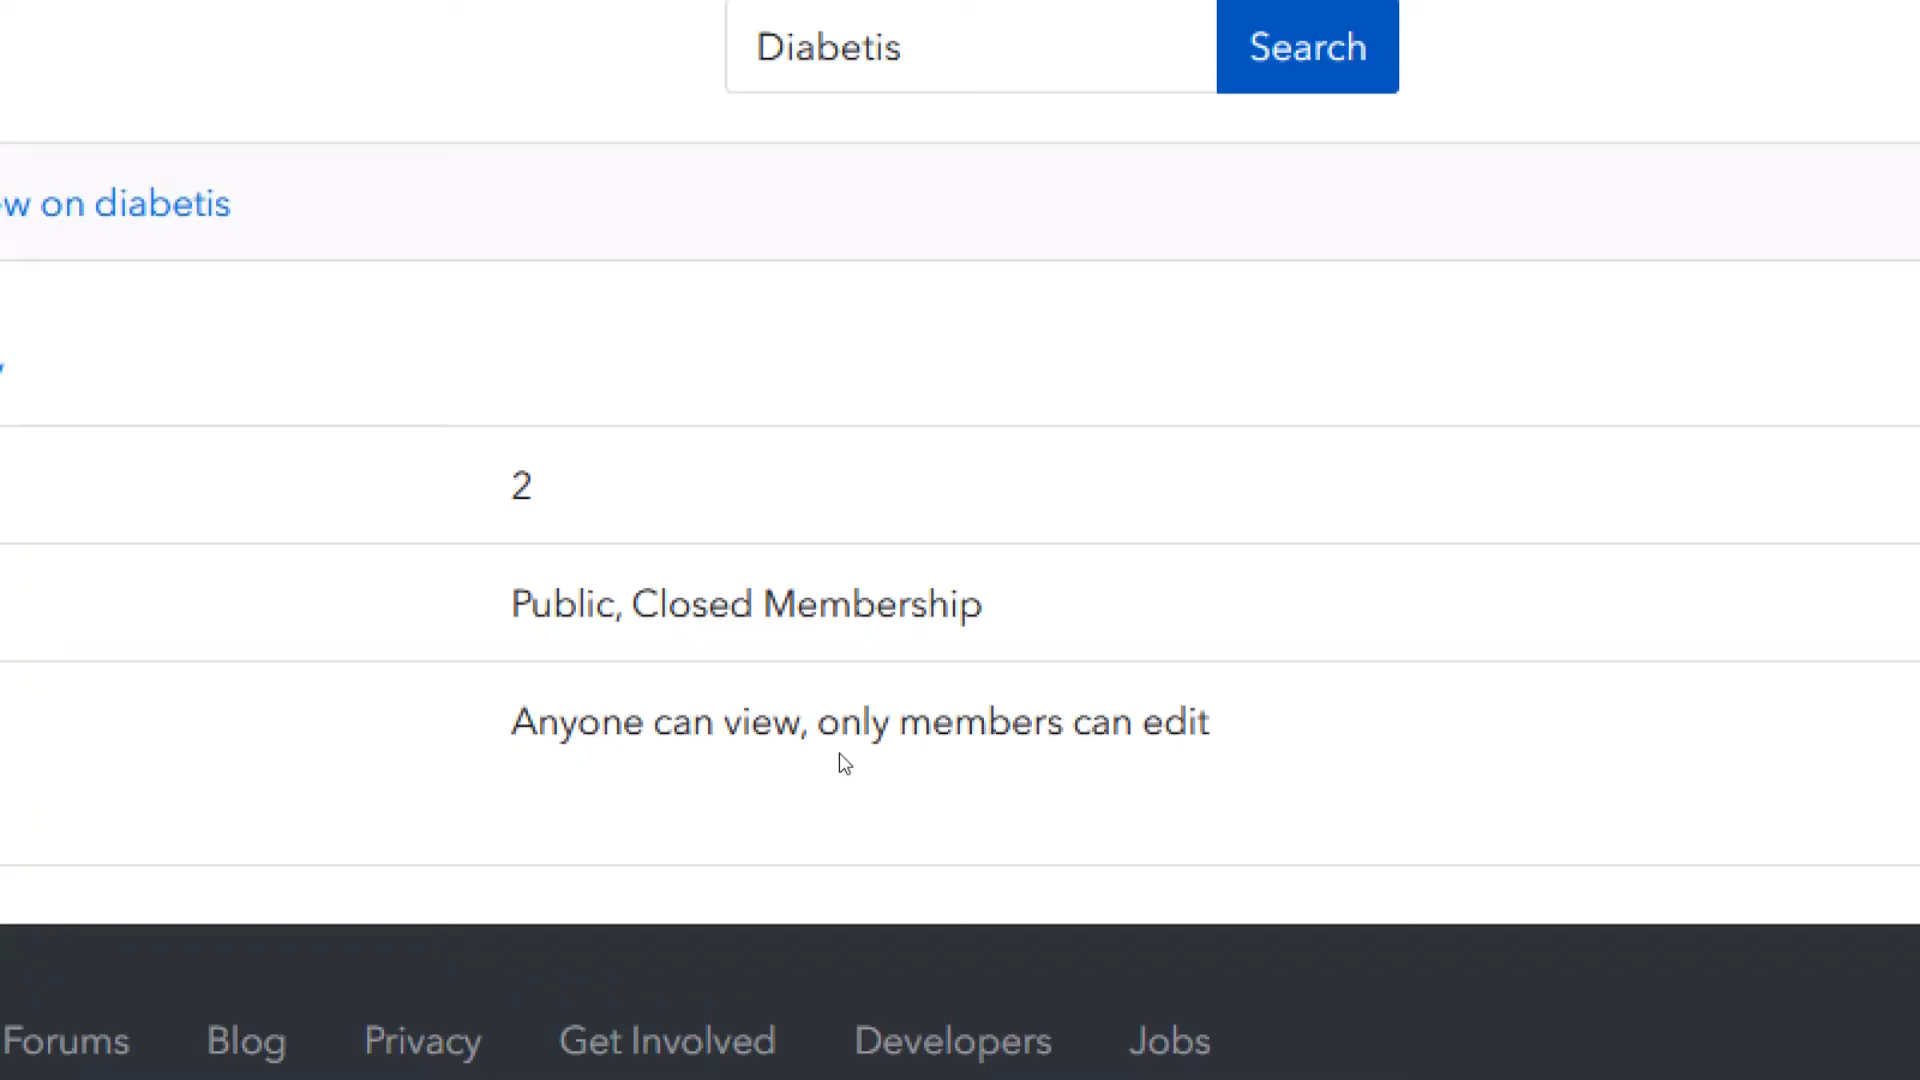 Diabetis
Search
w on diabetis
2
Public, Closed Membership
Anyone can view, only members can edit
Forums Blog Privacy Get Involved Developers Jobs